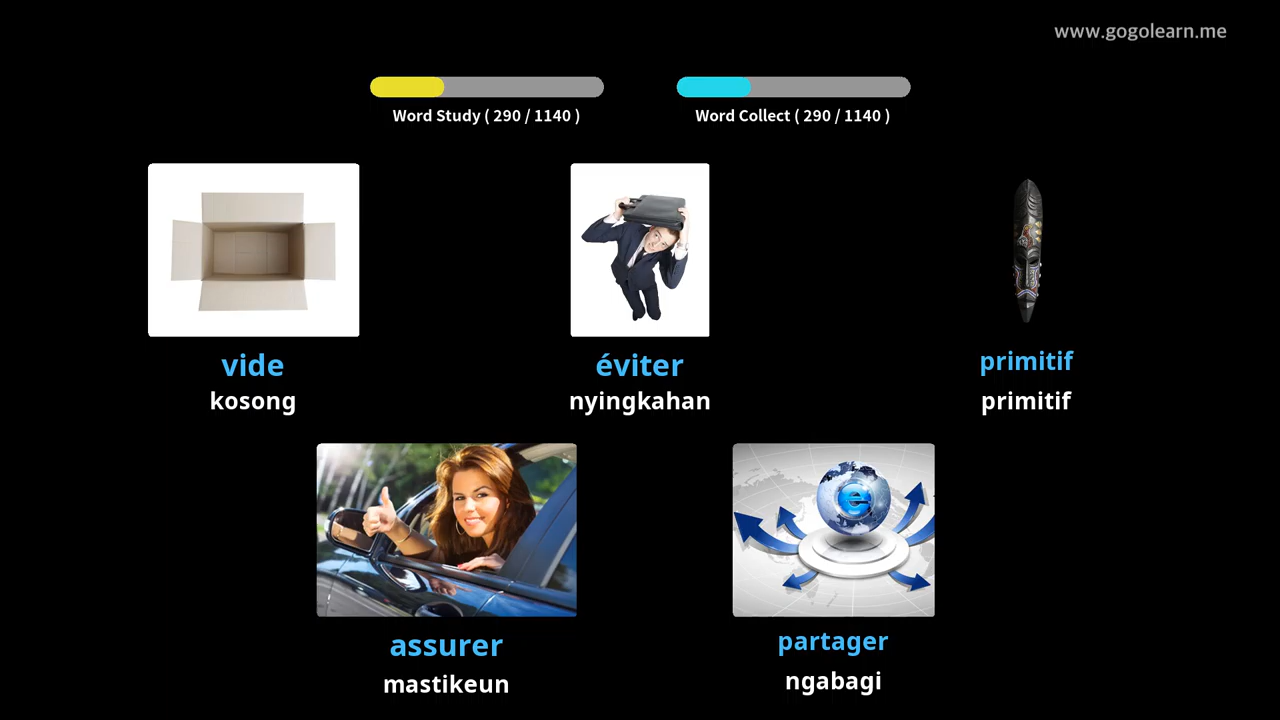 www.gogolearn.me
Word Study ( 290 / 1140 )
Word Collect ( 290 / 1140 )
vide
kosong
éviter
nyingkahan
primitif
primitif
assurer
mastikeun
partager
ngabagi